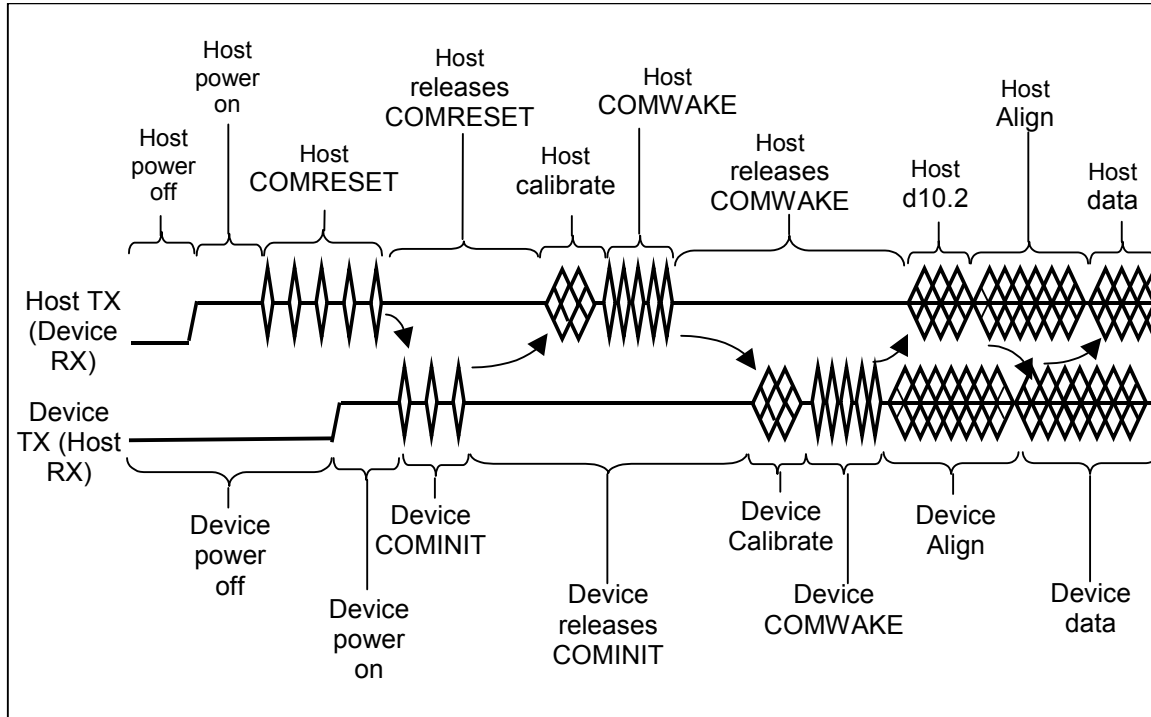 Host
power
off
Host
power
on
Host
COMRESET
Host
releases
COMRESET
Host
calibrate
Host
COMWAKE
Host
releases
COMWAKE
Host
d10.2
Host
Align
Host
data
Host TX
(Device
RX)
Device
TX (Host
RX)
Device
power
off
Device
power
on
Device
COMINIT
Device
releases
COMINIT
Device
Calibrate
Device
COMWAKE
Device
Align
Device
data